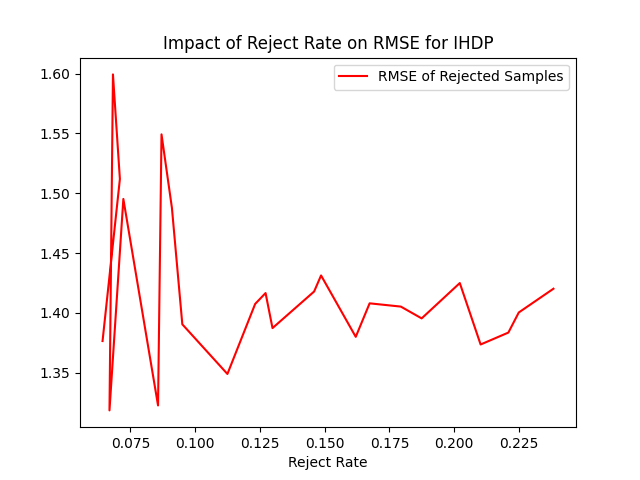 Impact of Reject Rate on RMSE for IHDP
RMSE of Rejected Samples
1.60
1.55
1.50
1.45
1.40
1.35
0.075 0.100 0.125 0.150 0.175 0.200 0.225
Reject Rate